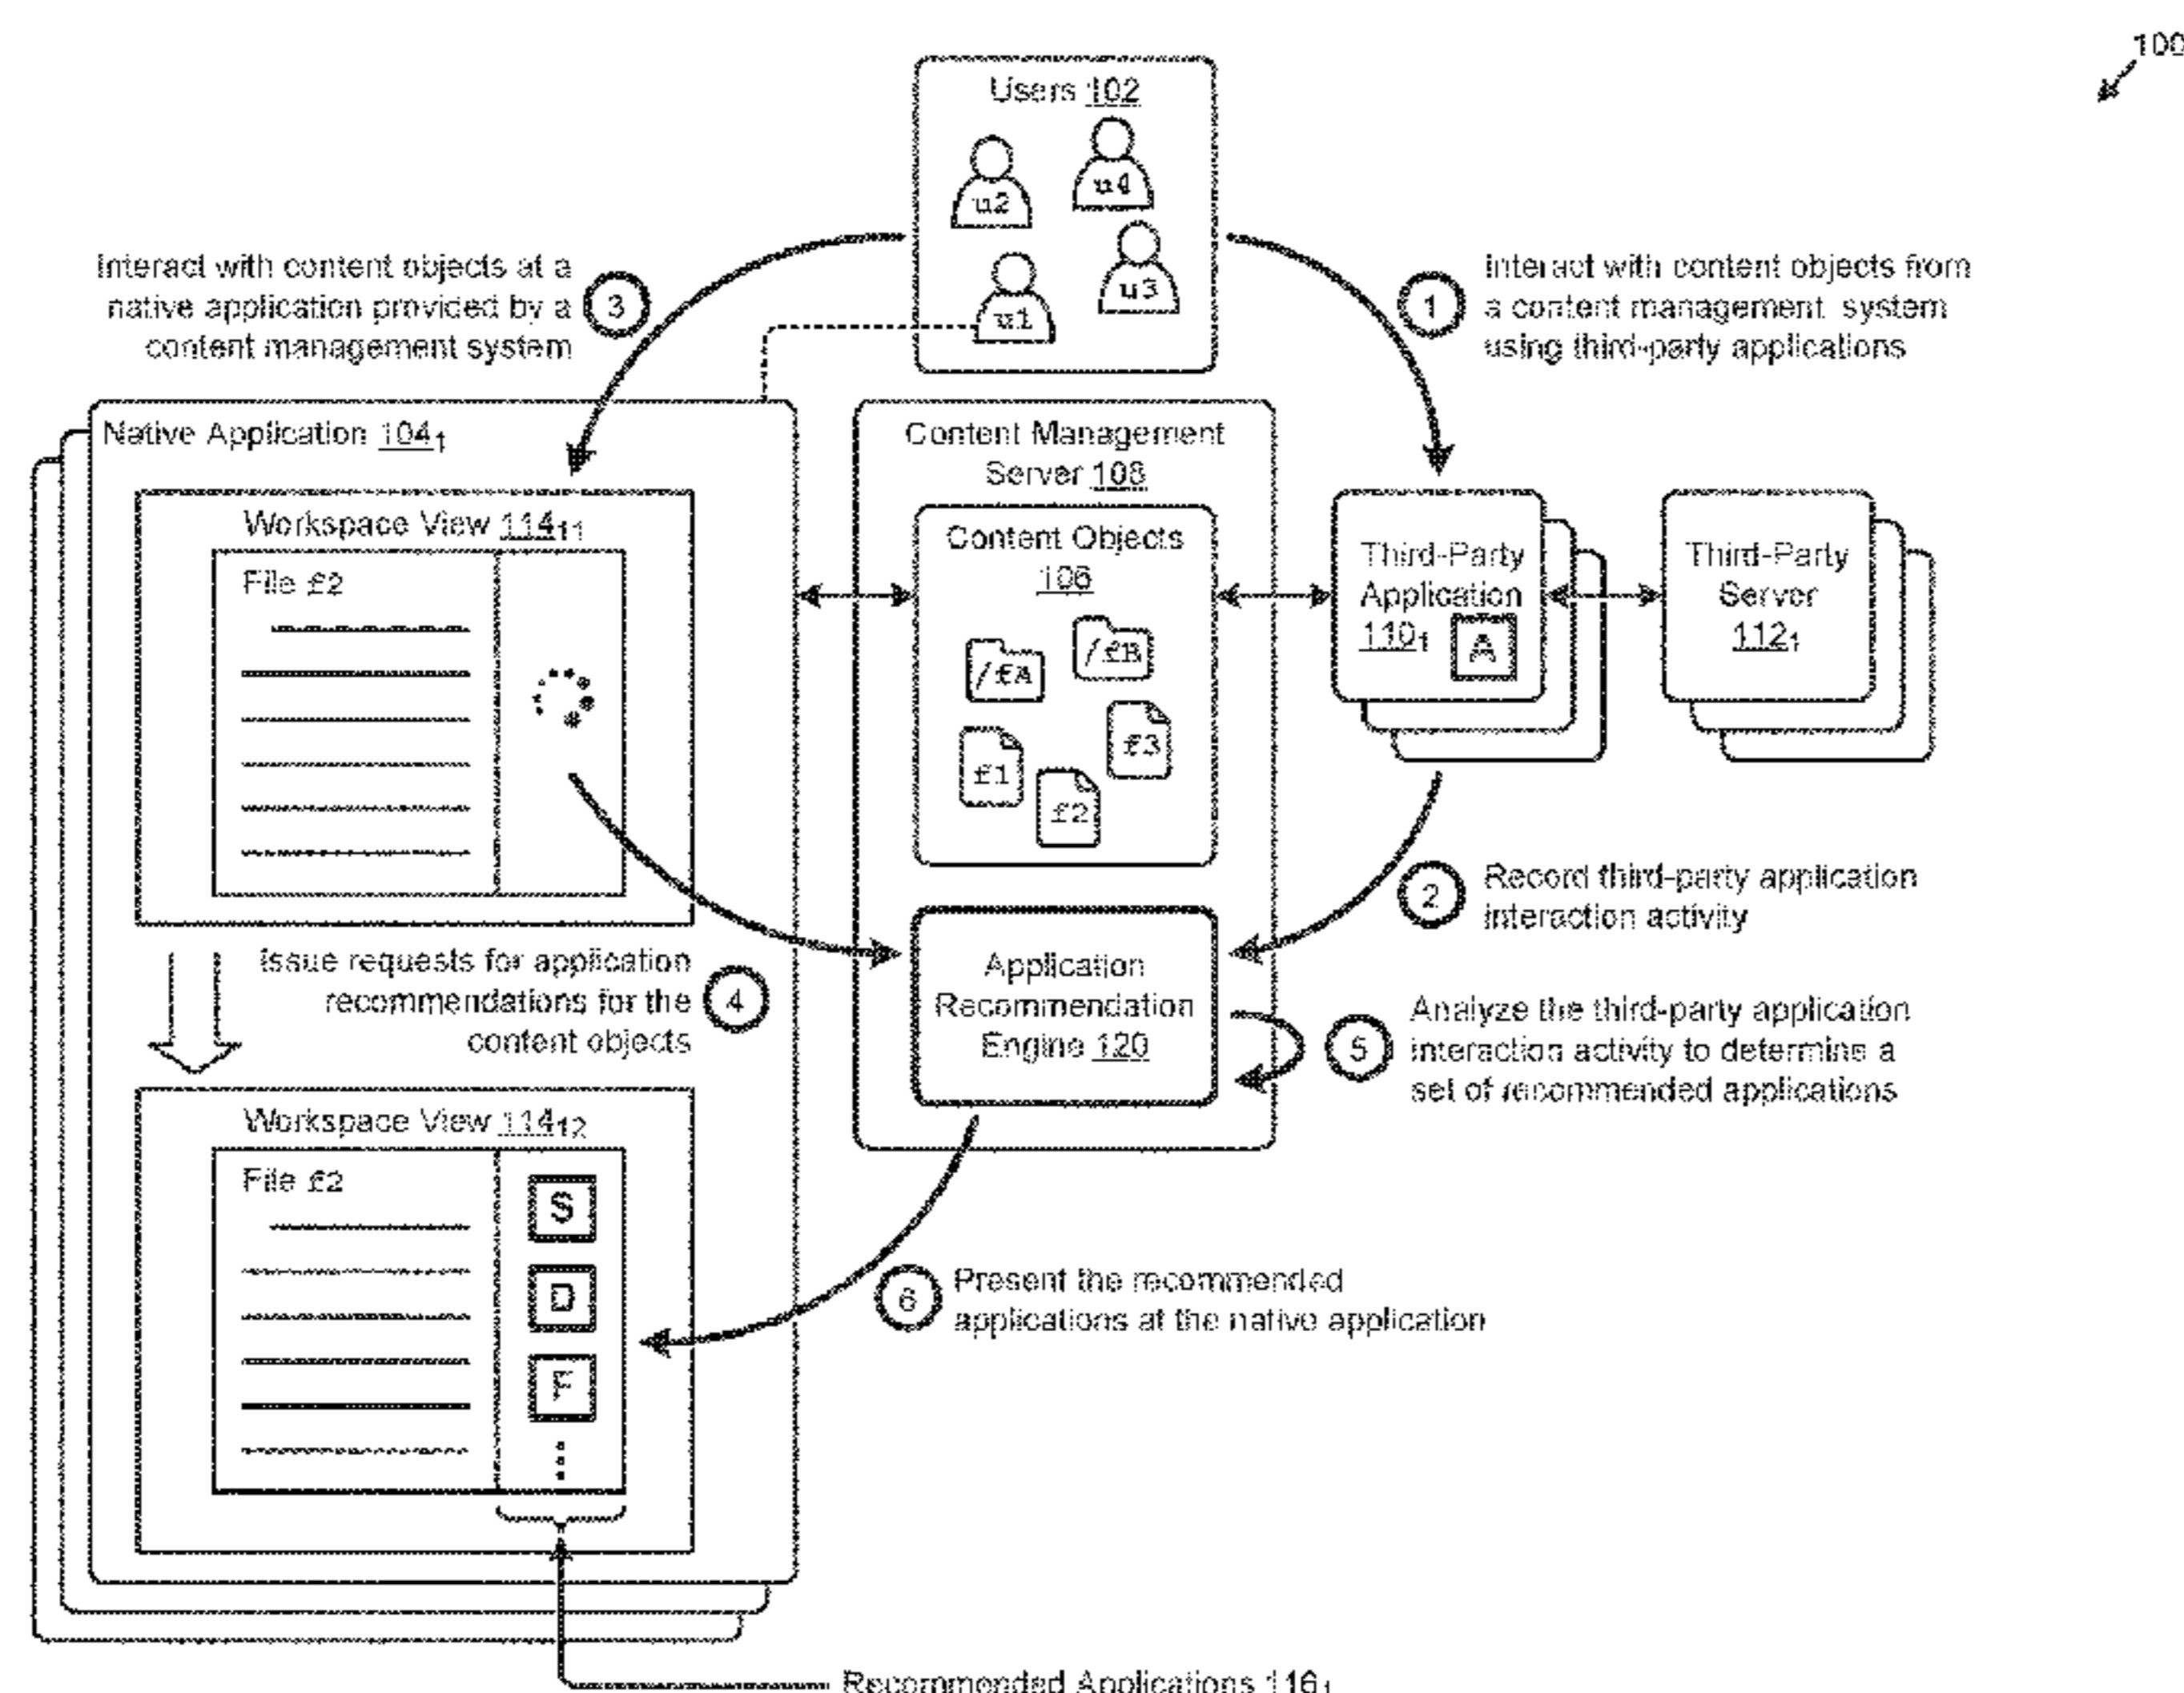 100
Users 102
u2
u4
u1
u3
Interact with content objects at a
native application provided by a
content management system
3
1
Interact with content objects from
a content management system
using third-party applications
Native Application 104₁
Workspace View 114₁₁
File f2
Content Management
Server 108
Content Objects
106
/fA
/fB
f1
f2
f3
Third-Party
Application
110₁
A
Third-Party
Server
112₁
2
Record third-party application
interaction activity
Issue requests for application
recommendations for the
content objects
4
Application
Recommendation
Engine 120
5
Analyze the third-party application
interaction activity to determine a
set of recommended applications
Workspace View 114₁₂
File f2
S
D
F
6
Present the recommended
applications at the native application
Recommended Applications 116₁